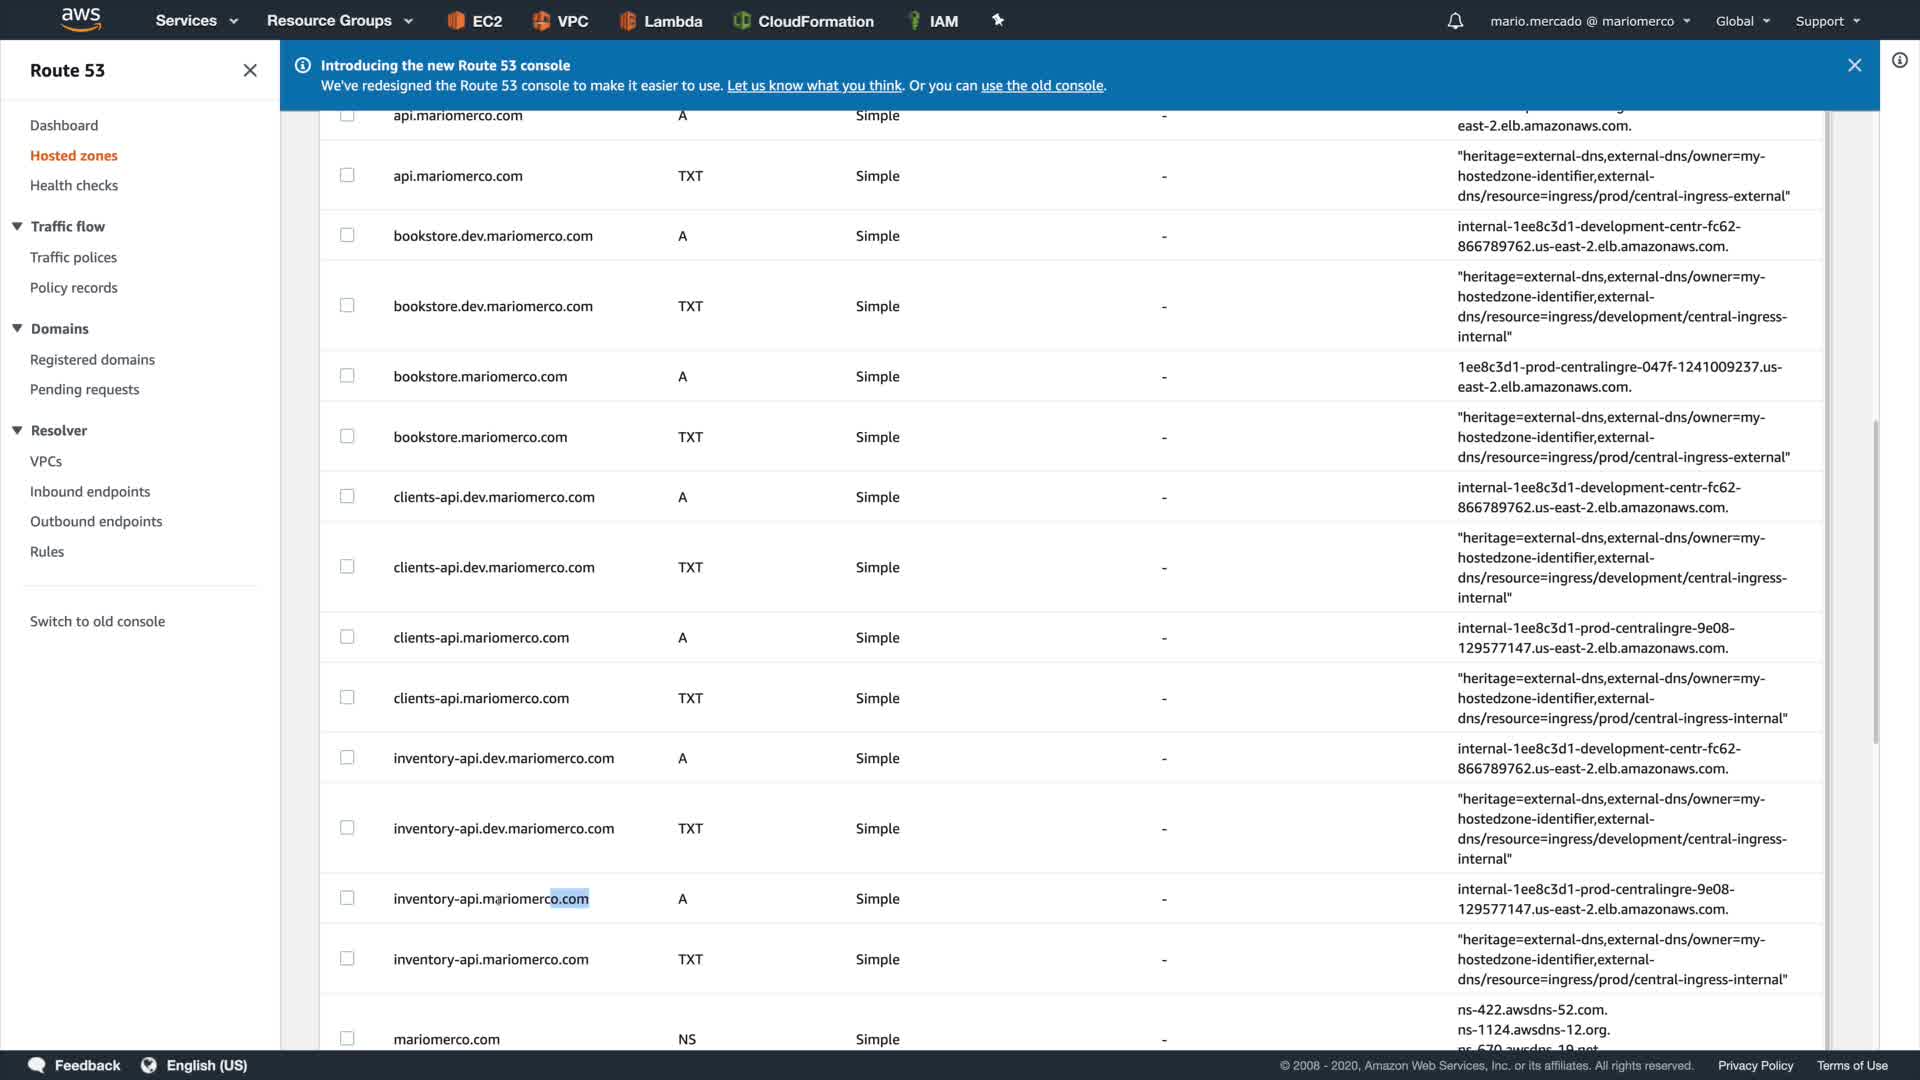 aws Services Resource Groups EC2 VPC Lambda CloudFormation IAM mario.mercado @ mariomerco Global Support
Route 53
Introducing the new Route 53 console
We've redesigned the Route 53 console to make it easier to use. Let us know what you think. Or you can use the old console.
Dashboard
Hosted zones
Health checks
Traffic flow
Traffic polices
Policy records
Domains
Registered domains
Pending requests
Resolver
VPCs
Inbound endpoints
Outbound endpoints
Rules
Switch to old console
api.mariomerco.com A Simple -
east-2.elb.amazonaws.com.
api.mariomerco.com TXT Simple -
"heritage=external-dns,external-dns/owner=my-
hostedzone-identifier,external-
dns/resource=ingress/prod/central-ingress-external"
bookstore.dev.mariomerco.com A Simple -
internal-1ee8c3d1-development-centr-fc62-
866789762.us-east-2.elb.amazonaws.com.
bookstore.dev.mariomerco.com TXT Simple -
"heritage=external-dns,external-dns/owner=my-
hostedzone-identifier,external-
dns/resource=ingress/development/central-ingress-
internal"
bookstore.mariomerco.com A Simple -
1ee8c3d1-prod-centralingre-047f-1241009237.us-
east-2.elb.amazonaws.com.
bookstore.mariomerco.com TXT Simple -
"heritage=external-dns,external-dns/owner=my-
hostedzone-identifier,external-
dns/resource=ingress/prod/central-ingress-external"
clients-api.dev.mariomerco.com A Simple -
internal-1ee8c3d1-development-centr-fc62-
866789762.us-east-2.elb.amazonaws.com.
clients-api.dev.mariomerco.com TXT Simple -
"heritage=external-dns,external-dns/owner=my-
hostedzone-identifier,external-
dns/resource=ingress/development/central-ingress-
internal"
clients-api.mariomerco.com A Simple -
internal-1ee8c3d1-prod-centralingre-9e08-
129577147.us-east-2.elb.amazonaws.com.
clients-api.mariomerco.com TXT Simple -
"heritage=external-dns,external-dns/owner=my-
hostedzone-identifier,external-
dns/resource=ingress/prod/central-ingress-internal"
inventory-api.dev.mariomerco.com A Simple -
internal-1ee8c3d1-development-centr-fc62-
866789762.us-east-2.elb.amazonaws.com.
inventory-api.dev.mariomerco.com TXT Simple -
"heritage=external-dns,external-dns/owner=my-
hostedzone-identifier,external-
dns/resource=ingress/development/central-ingress-
internal"
inventory-api.mariomerco.com A Simple -
internal-1ee8c3d1-prod-centralingre-9e08-
129577147.us-east-2.elb.amazonaws.com.
inventory-api.mariomerco.com TXT Simple -
"heritage=external-dns,external-dns/owner=my-
hostedzone-identifier,external-
dns/resource=ingress/prod/central-ingress-internal"
mariomerco.com NS Simple -
ns-422.awsdns-52.com.
ns-1124.awsdns-12.org.
ns-670.awsdns-19.net.
Feedback English (US) © 2008 - 2020, Amazon Web Services, Inc. or its affiliates. All rights reserved. Privacy Policy Terms of Use